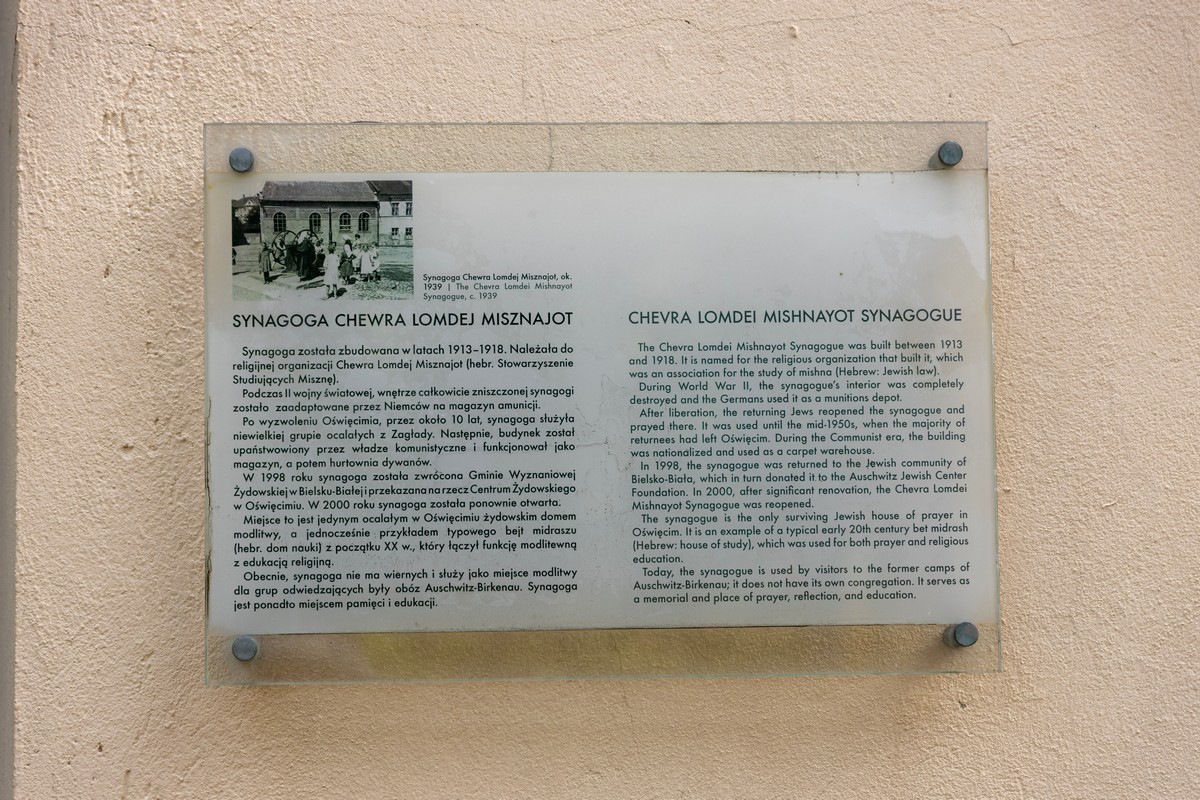 Synagoga Chewra Lomdej Misznajot, ok.
1939 | The Chevra Lomdei Mishnayot
Synagogue, c. 1939
SYNAGOGA CHEWRA LOMDEJ MISZNAJOT
Synagoga została zbudowana w latach 1913–1918. Należała do
religijnej organizacji Chewra Lomdej Misznajot (hebr. Stowarzyszenie
Studiujących Misznę).
Podczas II wojny światowej, wnętrze całkowicie zniszczonej synagogi
zostało zaadaptowane przez Niemców na magazyn amunicji.
Po wyzwoleniu Oświęcimia, przez około 10 lat, synagoga służyła
niewielkiej grupie ocalałych z Zagłady. Następnie, budynek został
upaństwowiony przez władze komunistyczne i funkcjonował jako
magazyn, a potem hurtownia dywanów.
W 1998 roku synagoga została zwrócona Gminie Wyznaniowej
Żydowskiej w Bielsku-Białej i przekazana na rzecz Centrum Żydowskiego
w Oświęcimiu. W 2000 roku synagoga została ponownie otwarta.
Miejsce to jest jedynym ocalałym w Oświęcimiu żydowskim domem
modlitwy, a jednocześnie przykładem typowego bejt midraszu
(hebr. dom nauki) z początku XX w., który łączył funkcję modlitewną
z edukacją religijną.
Obecnie, synagoga nie ma wiernych i służy jako miejsce modlitwy
dla grup odwiedzających były obóz Auschwitz-Birkenau. Synagoga
jest ponadto miejscem pamięci i edukacji.
CHEVRA LOMDEI MISHNAYOT SYNAGOGUE
The Chevra Lomdei Mishnayot Synagogue was built between 1913
and 1918. It is named for the religious organization that built it, which
was an association for the study of mishna (Hebrew: Jewish law).
During World War II, the synagogue's interior was completely
destroyed and the Germans used it as a munitions depot.
After liberation, the returning Jews reopened the synagogue and
prayed there. It was used until the mid-1950s, when the majority of
returnees had left Oświęcim. During the Communist era, the building
was nationalized and used as a carpet warehouse.
In 1998, the synagogue was returned to the Jewish community of
Bielsko-Biała, which in turn donated it to the Auschwitz Jewish Center
Foundation. In 2000, after significant renovation, the Chevra Lomdei
Mishnayot Synagogue was reopened.
The synagogue is the only surviving Jewish house of prayer in
Oświęcim. It is an example of a typical early 20th century bet midrash
(Hebrew: house of study), which was used for both prayer and religious
education.
Today, the synagogue is used by visitors to the former camps of
Auschwitz-Birkenau; it does not have its own congregation. It serves as
a memorial and place of prayer, reflection, and education.